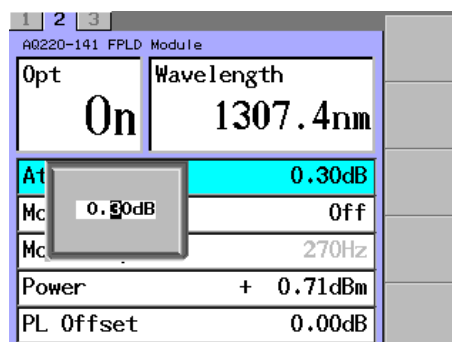 1 2 3
AQ220-141 FPLD Module
Opt
On
Wavelength
1307.4nm
At 0.30dB
0.30dB
Mo Off
Mo 270Hz
Power + 0.71dBm
PL Offset 0.00dB